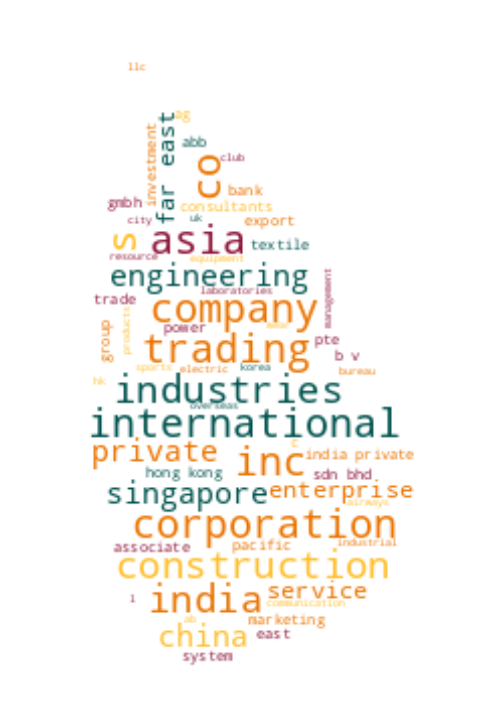 llc
ag
far east
investment
abb
co
club
bank
gmbh
consultants
city
uk
export
s
asia
textile
resource
equipment
engineering
management
laboratories
trade
company
products
group
power
trading
pte
b v
sports
electric
korea
bureau
hk
industries
overseas
international
c
private
inc
india private
hong kong
sdn bhd
singapore
enterprise
airways
corporation
associate
pacific
industrial
construction
l
india
service
communication
ab
marketing
china
east
system